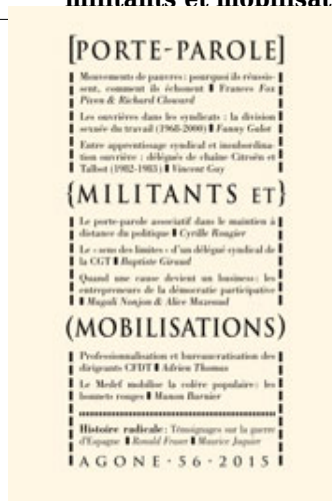 militants et mobilisat
[PORTE-PAROLE]
Mouvements de pauvres : pourquoi ils réussis-
sent, comment ils échouent Frances Fox
Piven & Richard Cloward
Les ouvrières dans les syndicats : la division
sexuée du travail (1968-2000) Fanny Gallot
Entre apprentissage syndical et insubordina-
tion ouvrière : délégués de chaîne Citroën et
Talbot (1982-1983) Vincent Gay
{MILITANTS ET}
Le porte-parole associatif dans le maintien à
distance du politique Cyrille Rougier
Le « sens des limites » d'un délégué syndical de
la CGT Baptiste Giraud
Quand une cause devient un business : les
entrepreneurs de la démocratie participative
Magali Nonjon & Alice Mazeaud
(MOBILISATIONS)
Professionnalisation et bureaucratisation des
dirigeants CFDT Adrien Thomas
Le Medef mobilise la colère populaire : les
bonnets rouges Manon Burnier
Histoire radicale : Témoignages sur la guerre
d'Espagne Ronald Fraser Maurice Jaquier
AGONE·56·2015